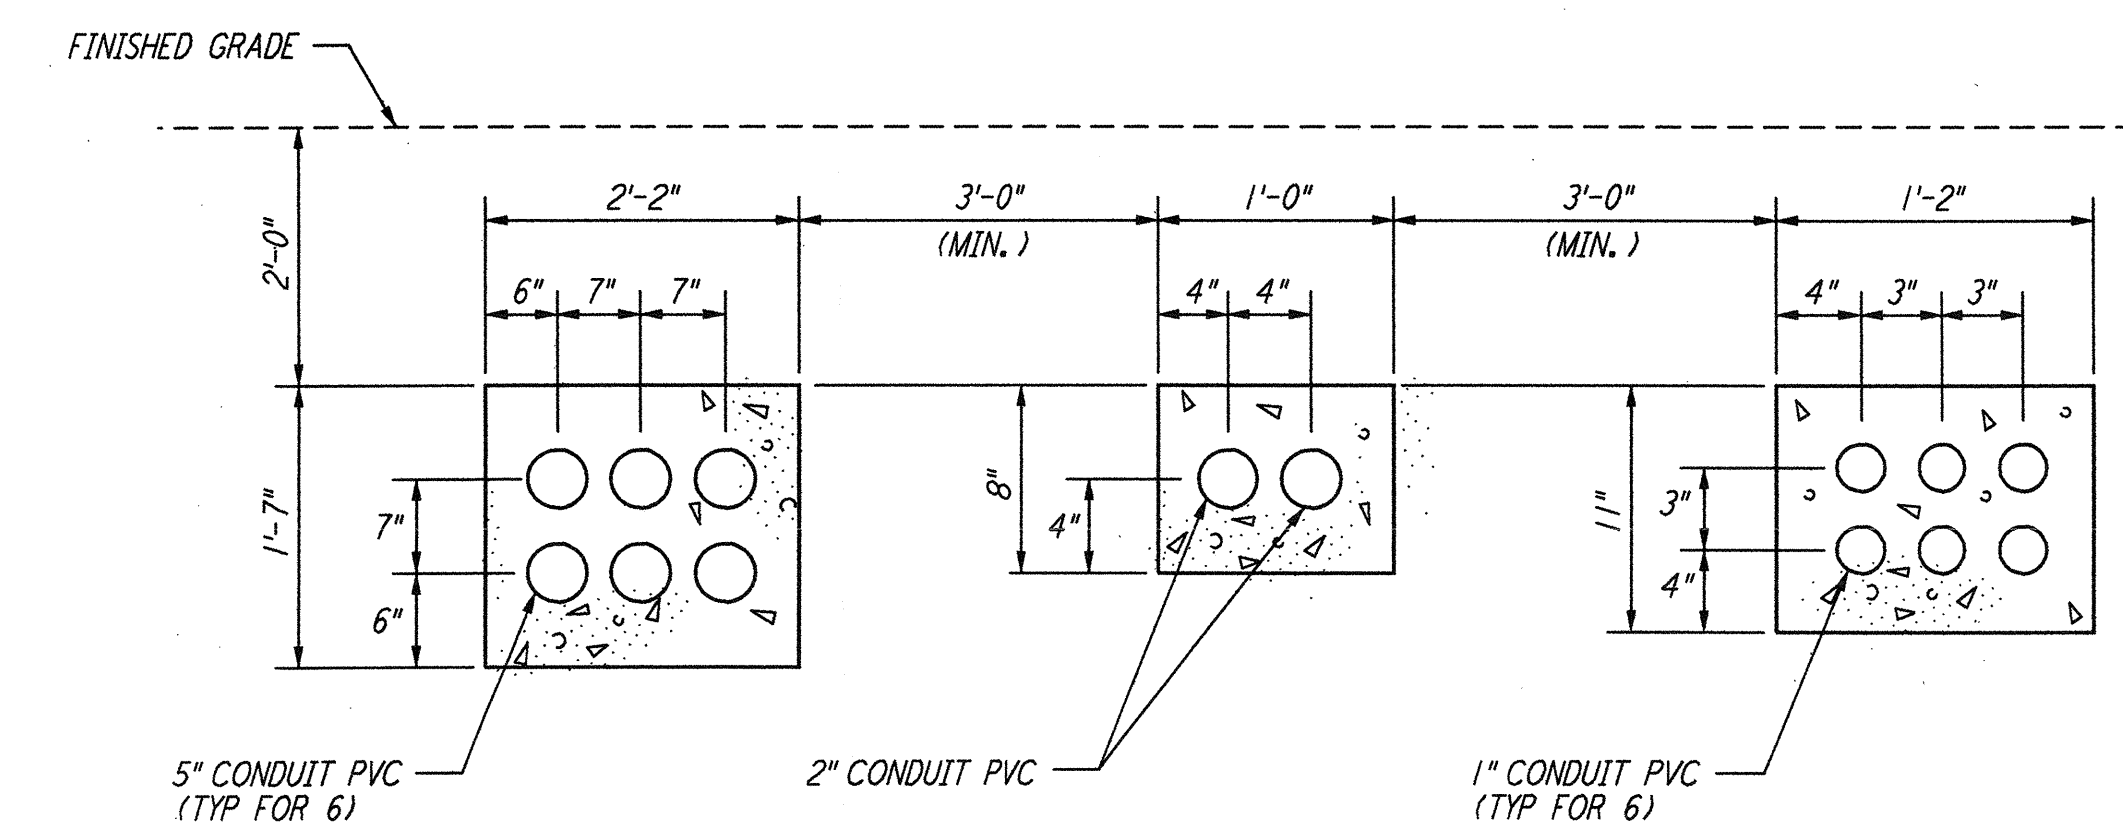 FINISHED GRADE
2'-2"
3'-0"
(MIN.)
1'-0"
3'-0"
(MIN.)
1'-2"
2'-0"
6"
7"
7"
4"
4"
4"
3"
3"
1'-7"
7"
6"
8"
4"
11"
3"
4"
5" CONDUIT PVC
(TYP FOR 6)
2" CONDUIT PVC
1" CONDUIT PVC
(TYP FOR 6)